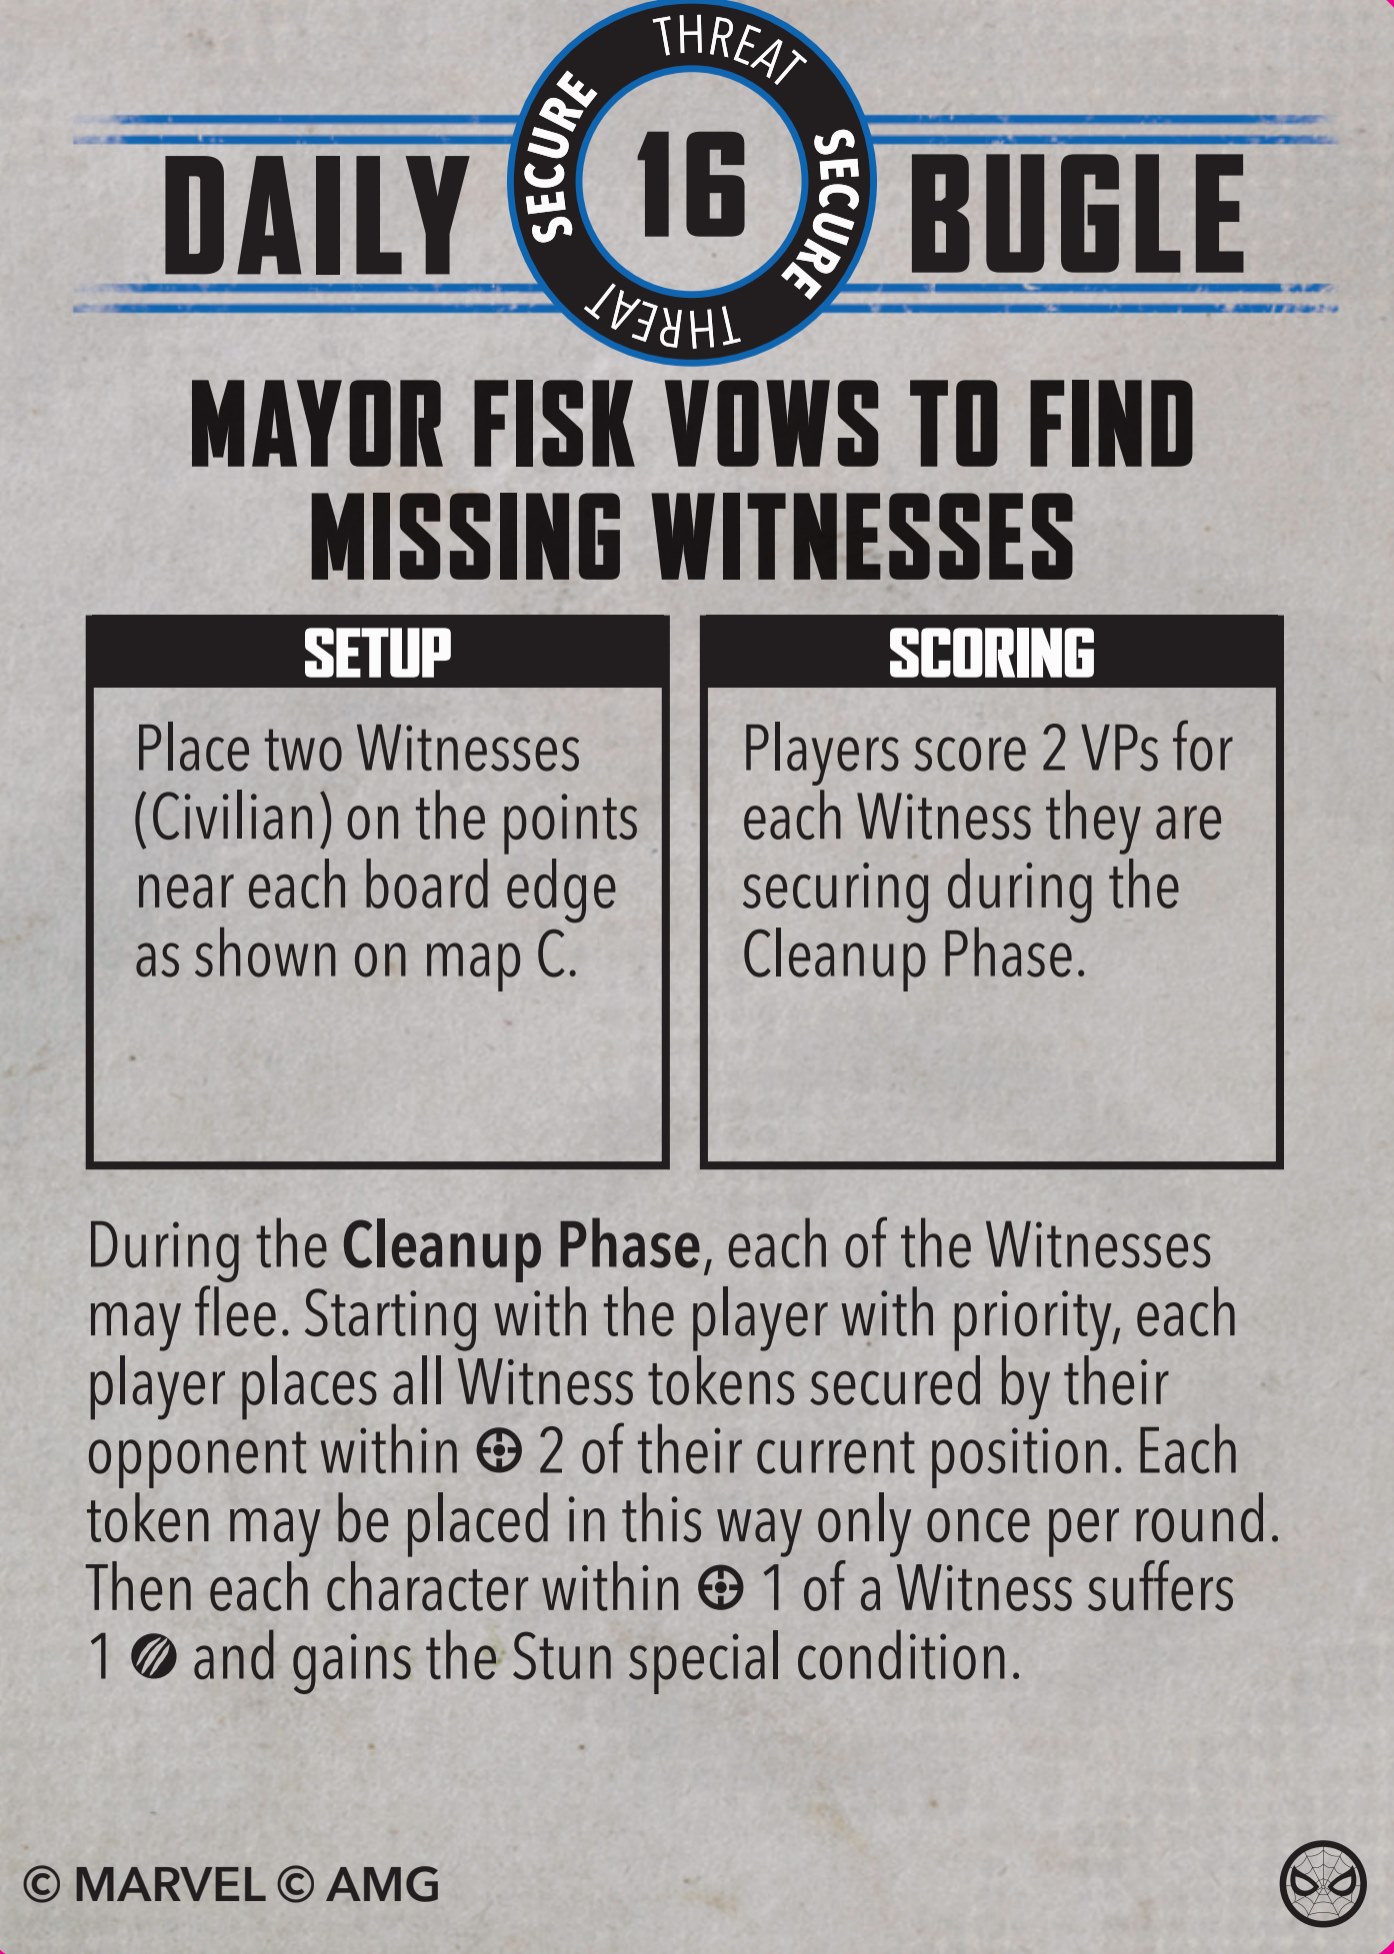 THREAT
SECURE
SECURE
THREAT
DAILY 16 BUGLE
MAYOR FISK VOWS TO FIND
MISSING WITNESSES
SETUP
Place two Witnesses
(Civilian) on the points
near each board edge
as shown on map C.
SCORING
Players score 2 VPs for
each Witness they are
securing during the
Cleanup Phase.
During the Cleanup Phase, each of the Witnesses
may flee. Starting with the player with priority, each
player places all Witness tokens secured by their
opponent within 2 of their current position. Each
token may be placed in this way only once per round.
Then each character within 1 of a Witness suffers
1 and gains the Stun special condition.
© MARVEL © AMG